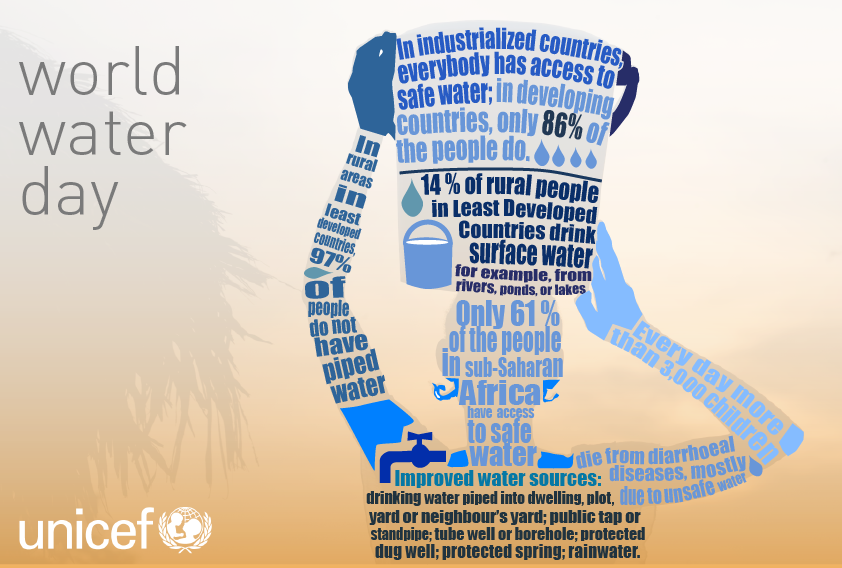 world
water
day
In industrialized countries,
everybody has access to
safe water; in developing
countries, only 86% of
the people do.
14 % of rural people
in Least Developed
Countries drink
surface water
for example, from
rivers, ponds, or lakes
In
rural
areas
in
least
developed
countries,
97%
of
people
do not
have
piped
water
Only 61 %
of the people
in sub-Saharan
Africa
have access
to safe
water
Every day more
than 3,000 children
die from diarrhoeal
diseases, mostly
due to unsafe water
Improved water sources:
drinking water piped into dwelling, plot,
yard or neighbour's yard; public tap or
standpipe; tube well or borehole; protected
dug well; protected spring; rainwater.
unicef